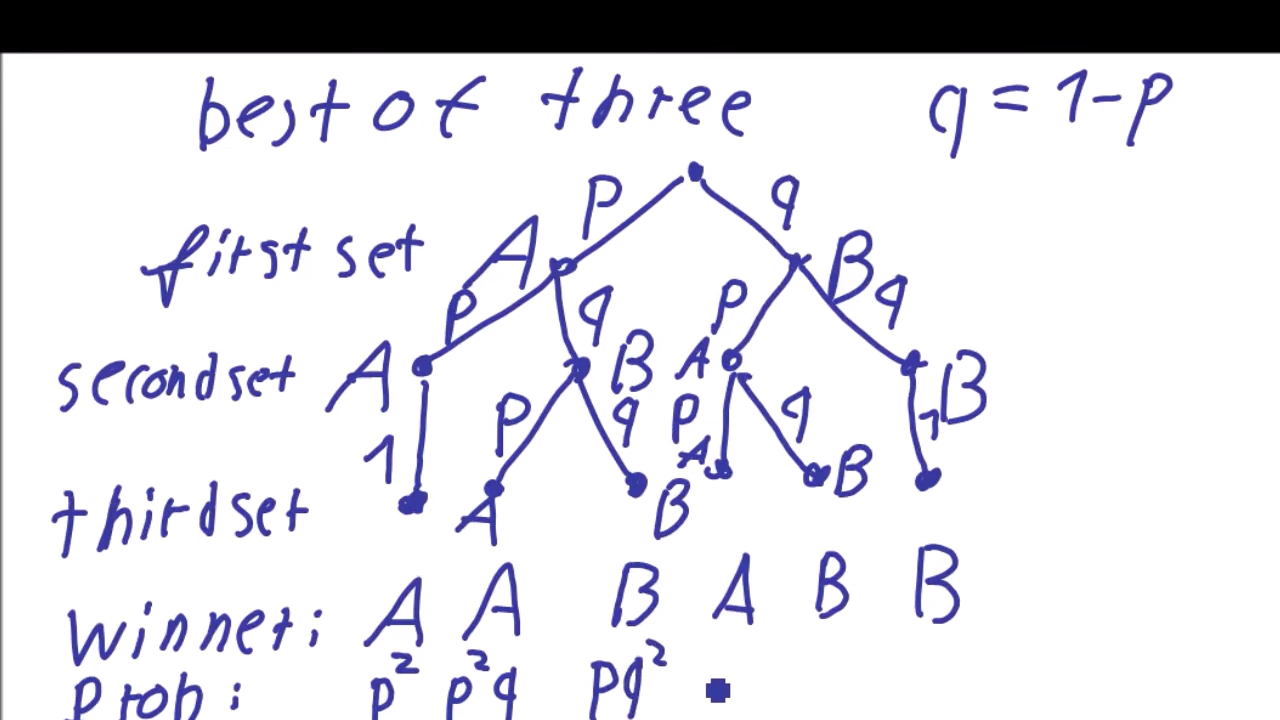 best of three q = 1-p
p q
first set A B
p q p q
second set A B A B
1 p q p q 1
third set A B A B
winner: A A B A B B
prob: p² p²q pq²